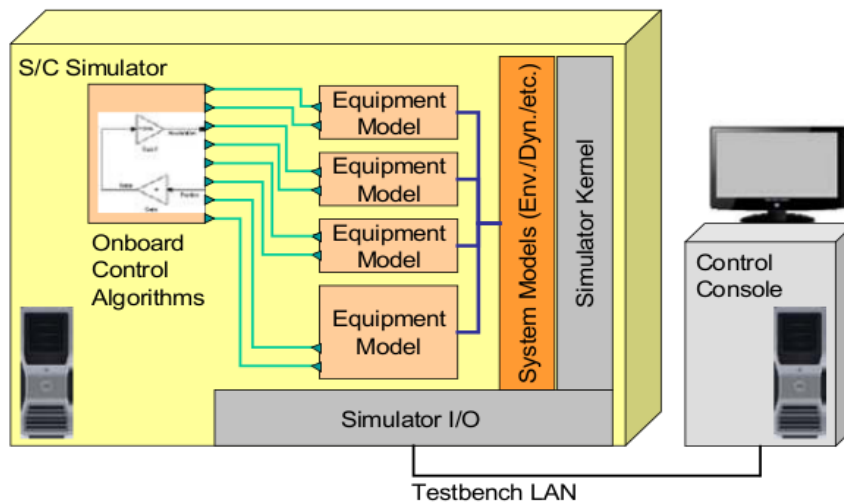 S/C Simulator
Equipment
Model
Equipment
Model
Equipment
Model
Equipment
Model
Onboard
Control
Algorithms
System Models (Env./Dyn./etc.)
Simulator Kernel
Simulator I/O
Control
Console
Testbench LAN